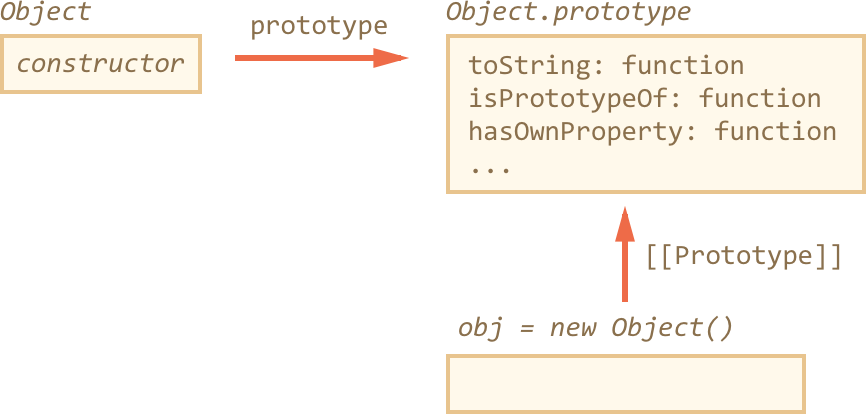 Object
constructor
prototype
Object.prototype
toString: function
isPrototypeOf: function
hasOwnProperty: function
...
[[Prototype]]
obj = new Object()